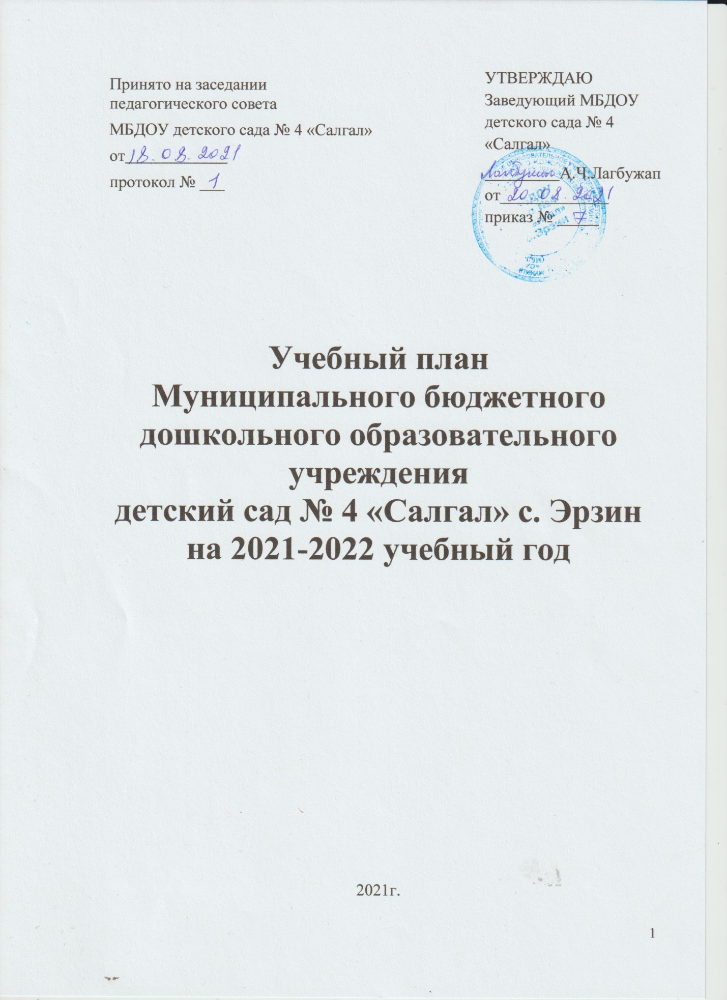 Принято на заседании
педагогического совета
МБДОУ детского сада № 4 «Салгал»
от 18.08.2021
протокол № 1
УТВЕРЖДАЮ
Заведующий МБДОУ
детского сада № 4
«Салгал»
А.Ч.Лагбужап
от 20.08.2021
приказ № 7
с.Эрзин
Учебный план
Муниципального бюджетного
дошкольного образовательного
учреждения
детский сад № 4 «Салгал» с. Эрзин
на 2021-2022 учебный год
2021г.
1